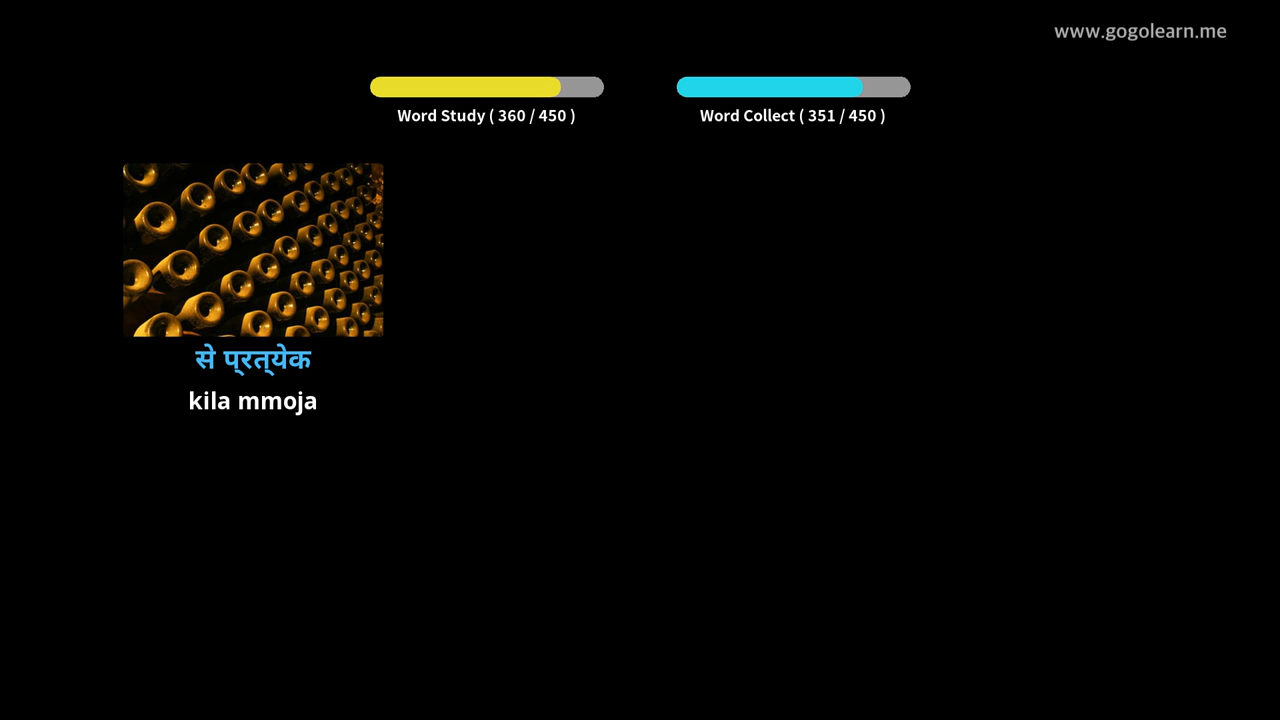 www.gogolearn.me
Word Study ( 360 / 450 )
Word Collect ( 351 / 450 )
से प्रत्येक
kila mmoja